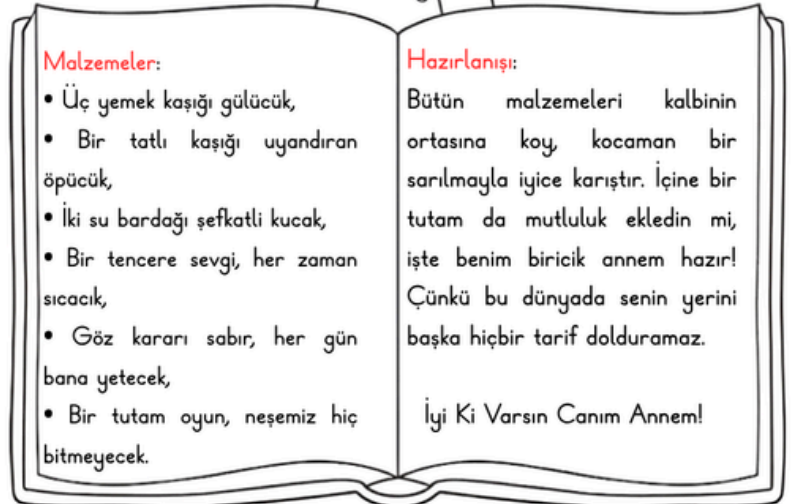 Malzemeler:
• Üç yemek kaşığı gülücük,
• Bir tatlı kaşığı uyandıran
öpücük,
• İki su bardağı şefkatli kucak,
• Bir tencere sevgi, her zaman
sıcacık,
• Göz kararı sabır, her gün
bana yetecek,
• Bir tutam oyun, neşemiz hiç
bitmeyecek.
Hazırlanışı:
Bütün malzemeleri kalbinin
ortasına koy, kocaman bir
sarılmayla iyice karıştır. İçine bir
tutam da mutluluk ekledin mi,
işte benim biricik annem hazır!
Çünkü bu dünyada senin yerini
başka hiçbir tarif dolduramaz.
İyi Ki Varsın Canım Annem!